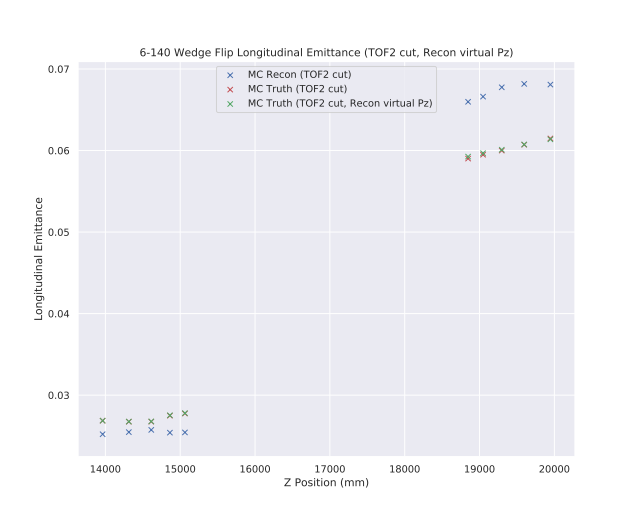 6-140 Wedge Flip Longitudinal Emittance (TOF2 cut, Recon virtual Pz)
MC Recon (TOF2 cut)
MC Truth (TOF2 cut)
MC Truth (TOF2 cut, Recon virtual Pz)
Longitudinal Emittance
0.07
0.06
0.05
0.04
0.03
14000 15000 16000 17000 18000 19000 20000
Z Position (mm)